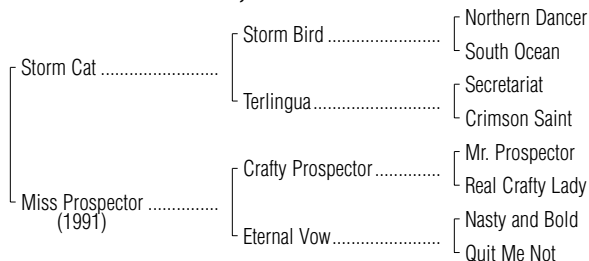 Northern Dancer
Storm Bird ........................
South Ocean
Storm Cat .........................
Secretariat
Terlingua...........................
Crimson Saint
Mr. Prospector
Crafty Prospector..............
Real Crafty Lady
Miss Prospector ...............
(1991)
Nasty and Bold
Eternal Vow.......................
Quit Me Not